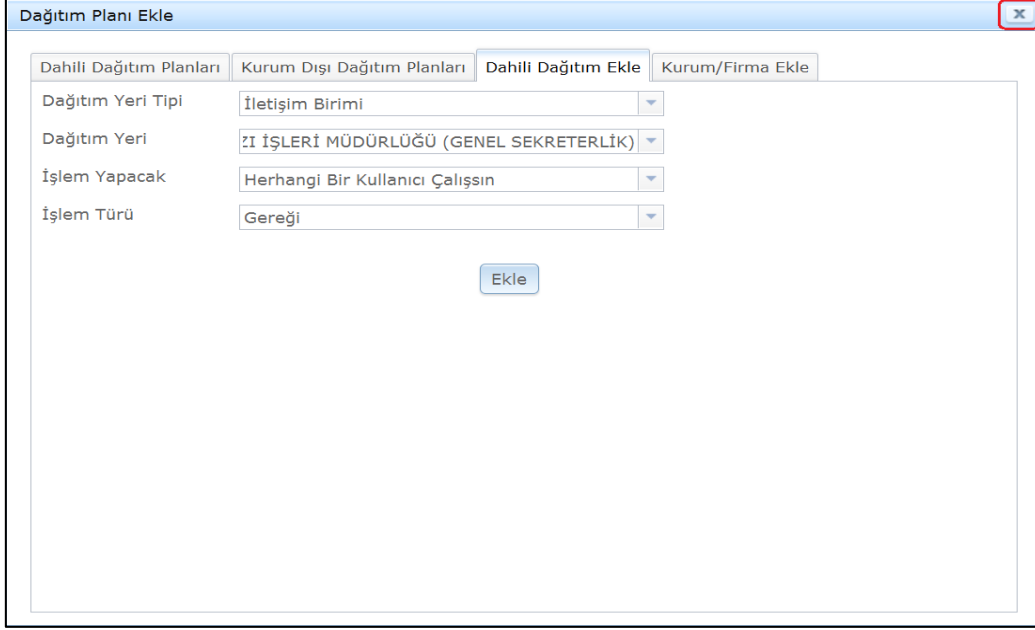 Dağıtım Planı Ekle
Dahili Dağıtım Planları Kurum Dışı Dağıtım Planları Dahili Dağıtım Ekle Kurum/Firma Ekle
Dağıtım Yeri Tipi İletişim Birimi
Dağıtım Yeri İŞLERİ MÜDÜRLÜĞÜ (GENEL SEKRETERLİK)
İşlem Yapacak Herhangi Bir Kullanıcı Çalışsın
İşlem Türü Gereği
Ekle